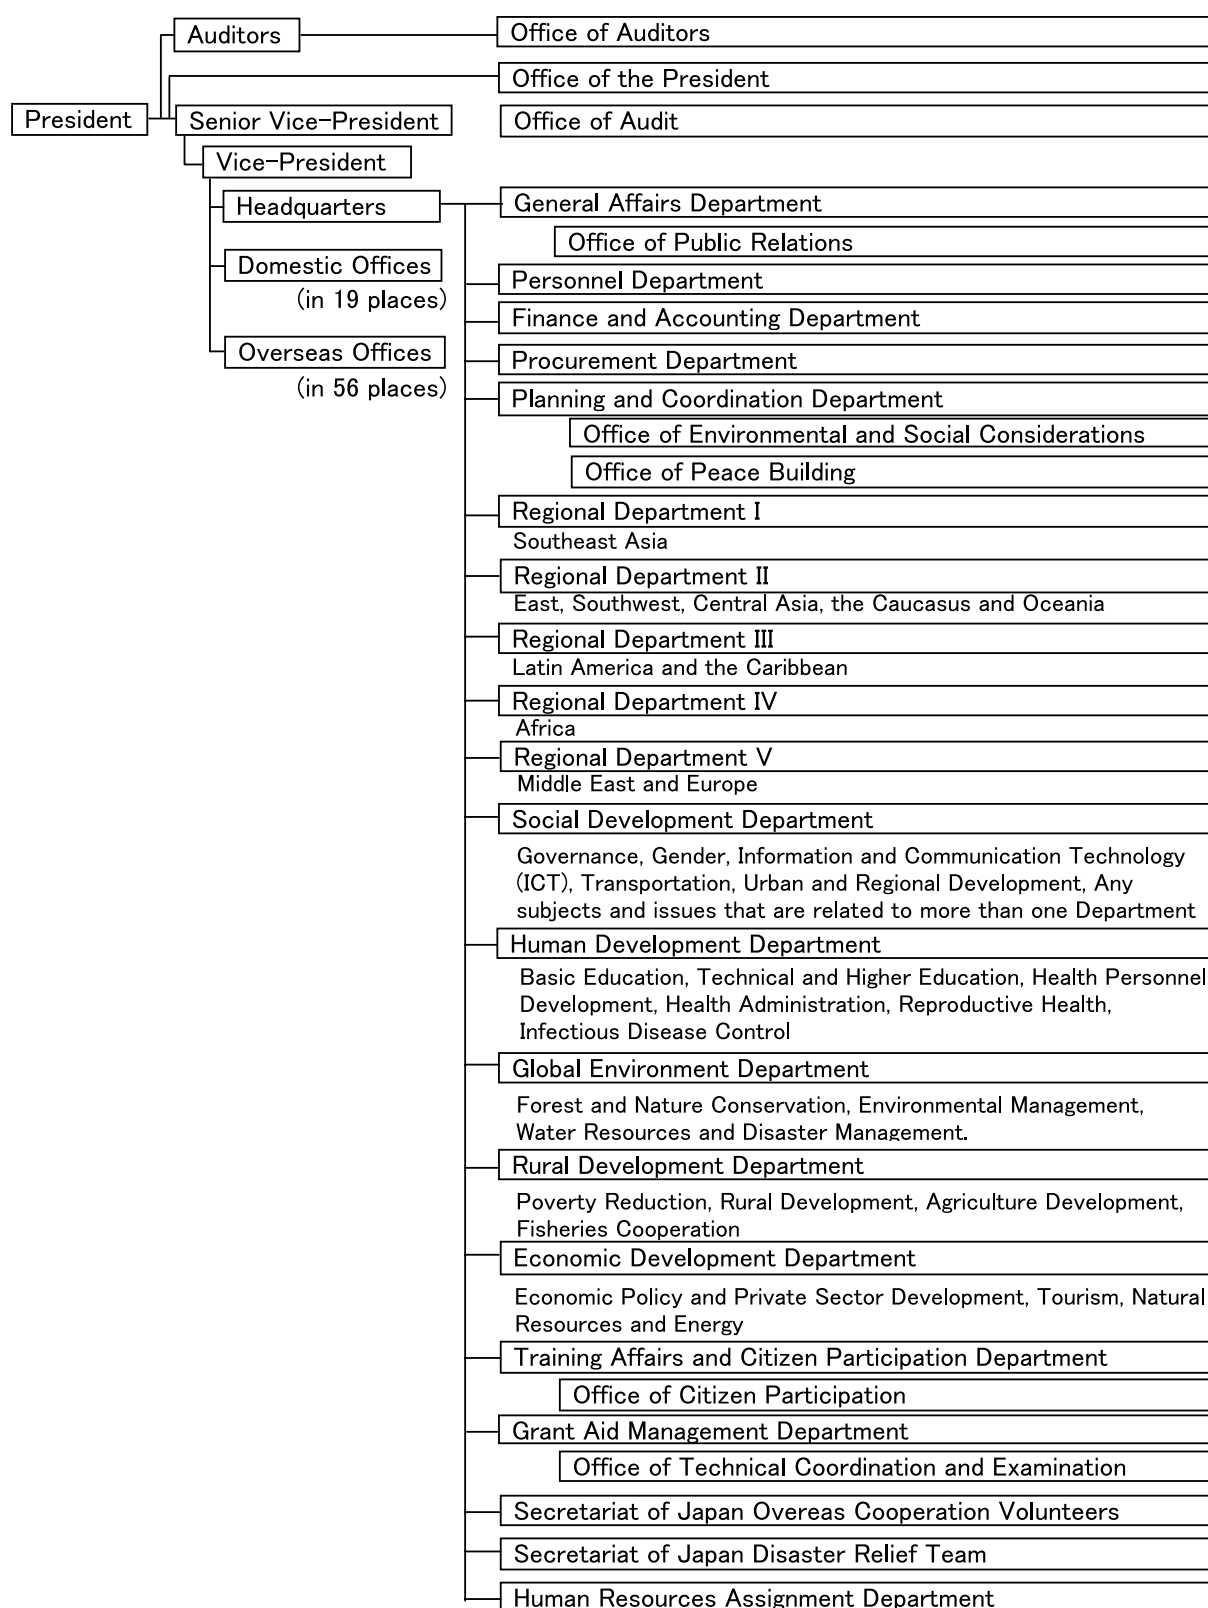 Auditors
Office of Auditors
Office of the President
President
Senior Vice-President
Office of Audit
Vice-President
Headquarters
General Affairs Department
Office of Public Relations
Domestic Offices
(in 19 places)
Personnel Department
Finance and Accounting Department
Overseas Offices
(in 56 places)
Procurement Department
Planning and Coordination Department
Office of Environmental and Social Considerations
Office of Peace Building
Regional Department I
Southeast Asia
Regional Department II
East, Southwest, Central Asia, the Caucasus and Oceania
Regional Department III
Latin America and the Caribbean
Regional Department IV
Africa
Regional Department V
Middle East and Europe
Social Development Department
Governance, Gender, Information and Communication Technology
(ICT), Transportation, Urban and Regional Development, Any
subjects and issues that are related to more than one Department
Human Development Department
Basic Education, Technical and Higher Education, Health Personnel
Development, Health Administration, Reproductive Health,
Infectious Disease Control
Global Environment Department
Forest and Nature Conservation, Environmental Management,
Water Resources and Disaster Management.
Rural Development Department
Poverty Reduction, Rural Development, Agriculture Development,
Fisheries Cooperation
Economic Development Department
Economic Policy and Private Sector Development, Tourism, Natural
Resources and Energy
Training Affairs and Citizen Participation Department
Office of Citizen Participation
Grant Aid Management Department
Office of Technical Coordination and Examination
Secretariat of Japan Overeas Cooperation Volunteers
Secretariat of Japan Disaster Relief Team
Human Resources Assignment Department